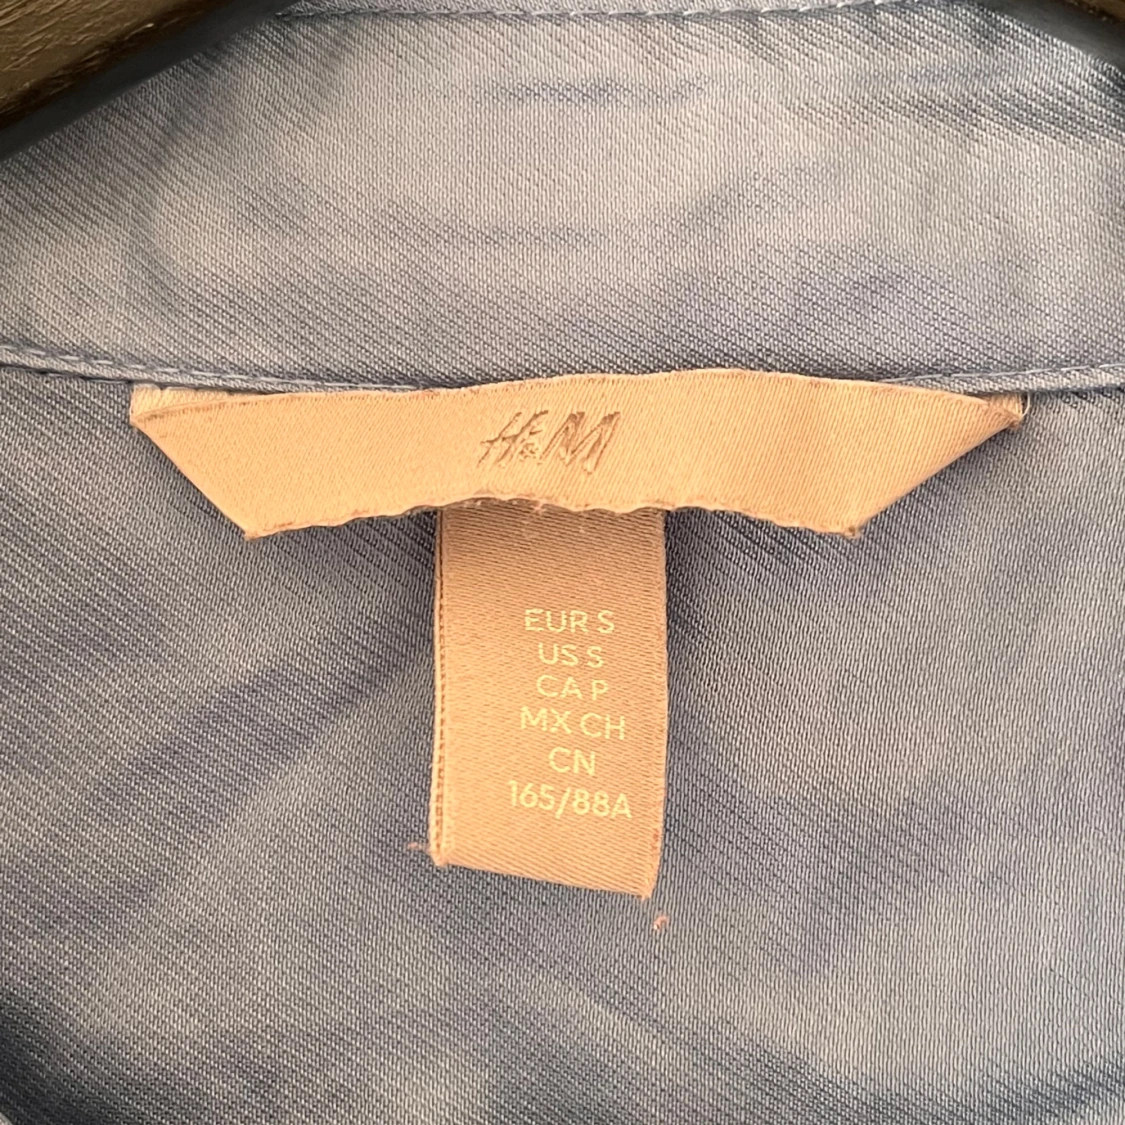 H&M
EUR S
US S
CA P
MX CH
CN
165/88A